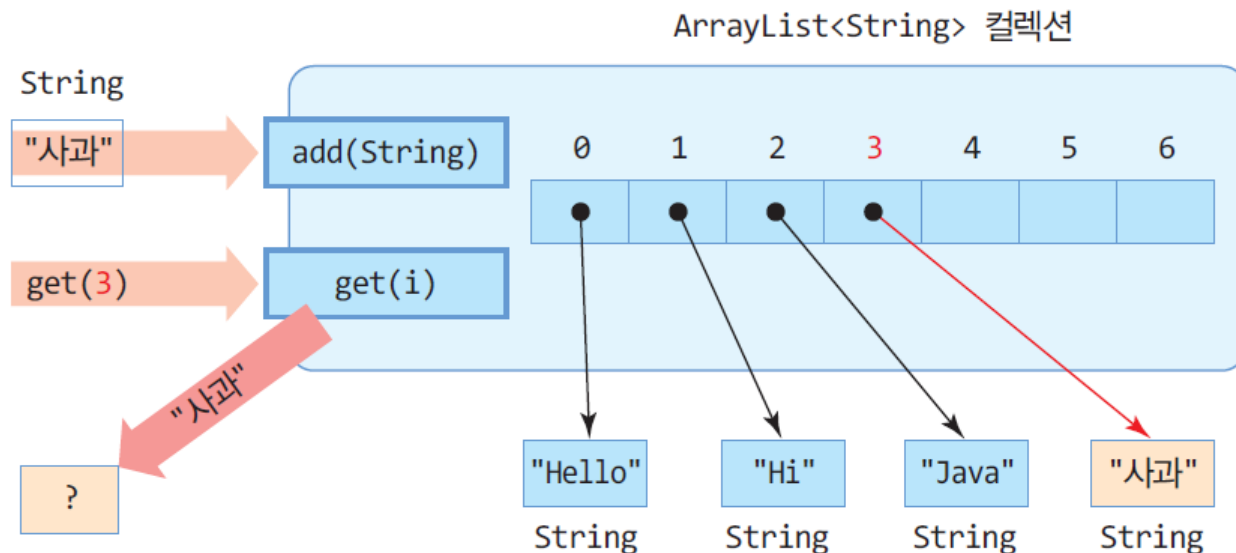 ArrayList<String> 컬렉션
String
"사과"
add(String)
0 1 2 3 4 5 6
get(3)
get(i)
"사과"
?
"Hello" "Hi" "Java" "사과"
String String String String